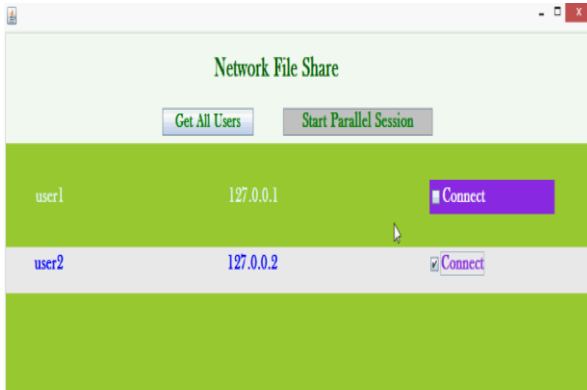 Network File Share
Get All Users Start Parallel Session
user1 127.0.0.1 Connect
user2 127.0.0.2 Connect